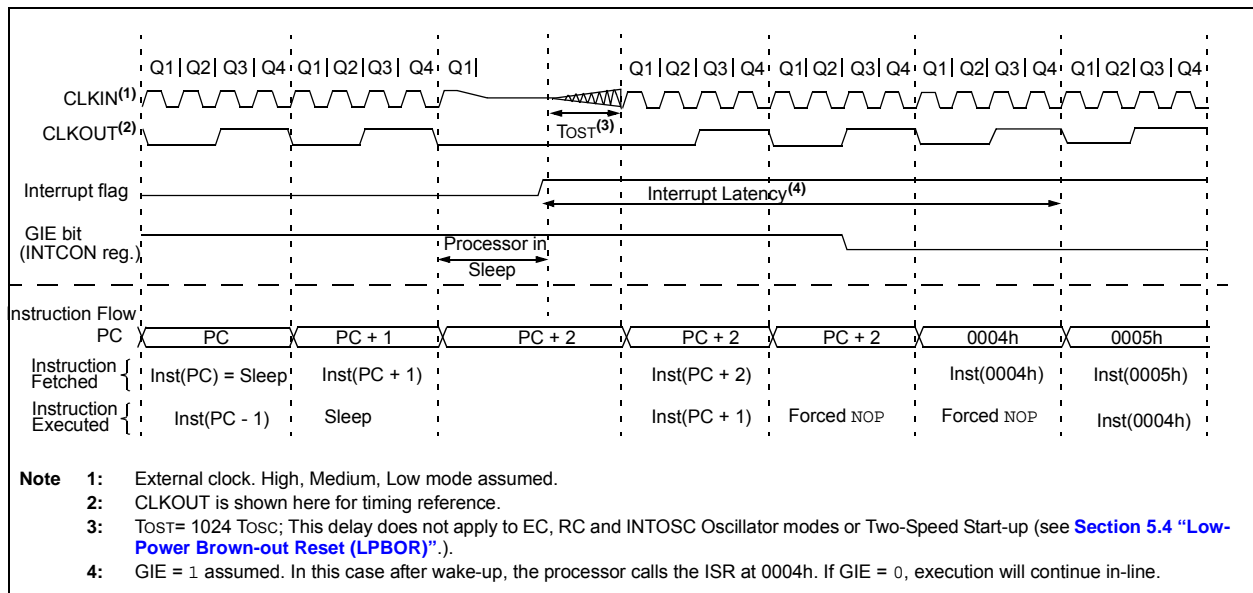 Q1 Q2 Q3 Q4 Q1 Q2 Q3 Q4 Q1 Q1 Q2 Q3 Q4 Q1 Q2 Q3 Q4 Q1 Q2 Q3 Q4 Q1 Q2 Q3 Q4
CLKIN(1)
CLKOUT(2)
TOST(3)
Interrupt flag
Interrupt Latency(4)
GIE bit
(INTCON reg.)
Processor in
Sleep
Instruction Flow
PC PC PC + 1 PC + 2 PC + 2 PC + 2 0004h 0005h
Instruction
Fetched
Inst(PC) = Sleep Inst(PC + 1) Inst(PC + 2) Inst(0004h) Inst(0005h)
Instruction
Executed
Inst(PC - 1) Sleep Inst(PC + 1) Forced NOP Forced NOP Inst(0004h)
Note 1: External clock. High, Medium, Low mode assumed.
2: CLKOUT is shown here for timing reference.
3: TOST= 1024 TOSC; This delay does not apply to EC, RC and INTOSC Oscillator modes or Two-Speed Start-up (see Section 5.4 “Low-
Power Brown-out Reset (LPBOR)”.).
4: GIE = 1 assumed. In this case after wake-up, the processor calls the ISR at 0004h. If GIE = 0, execution will continue in-line.